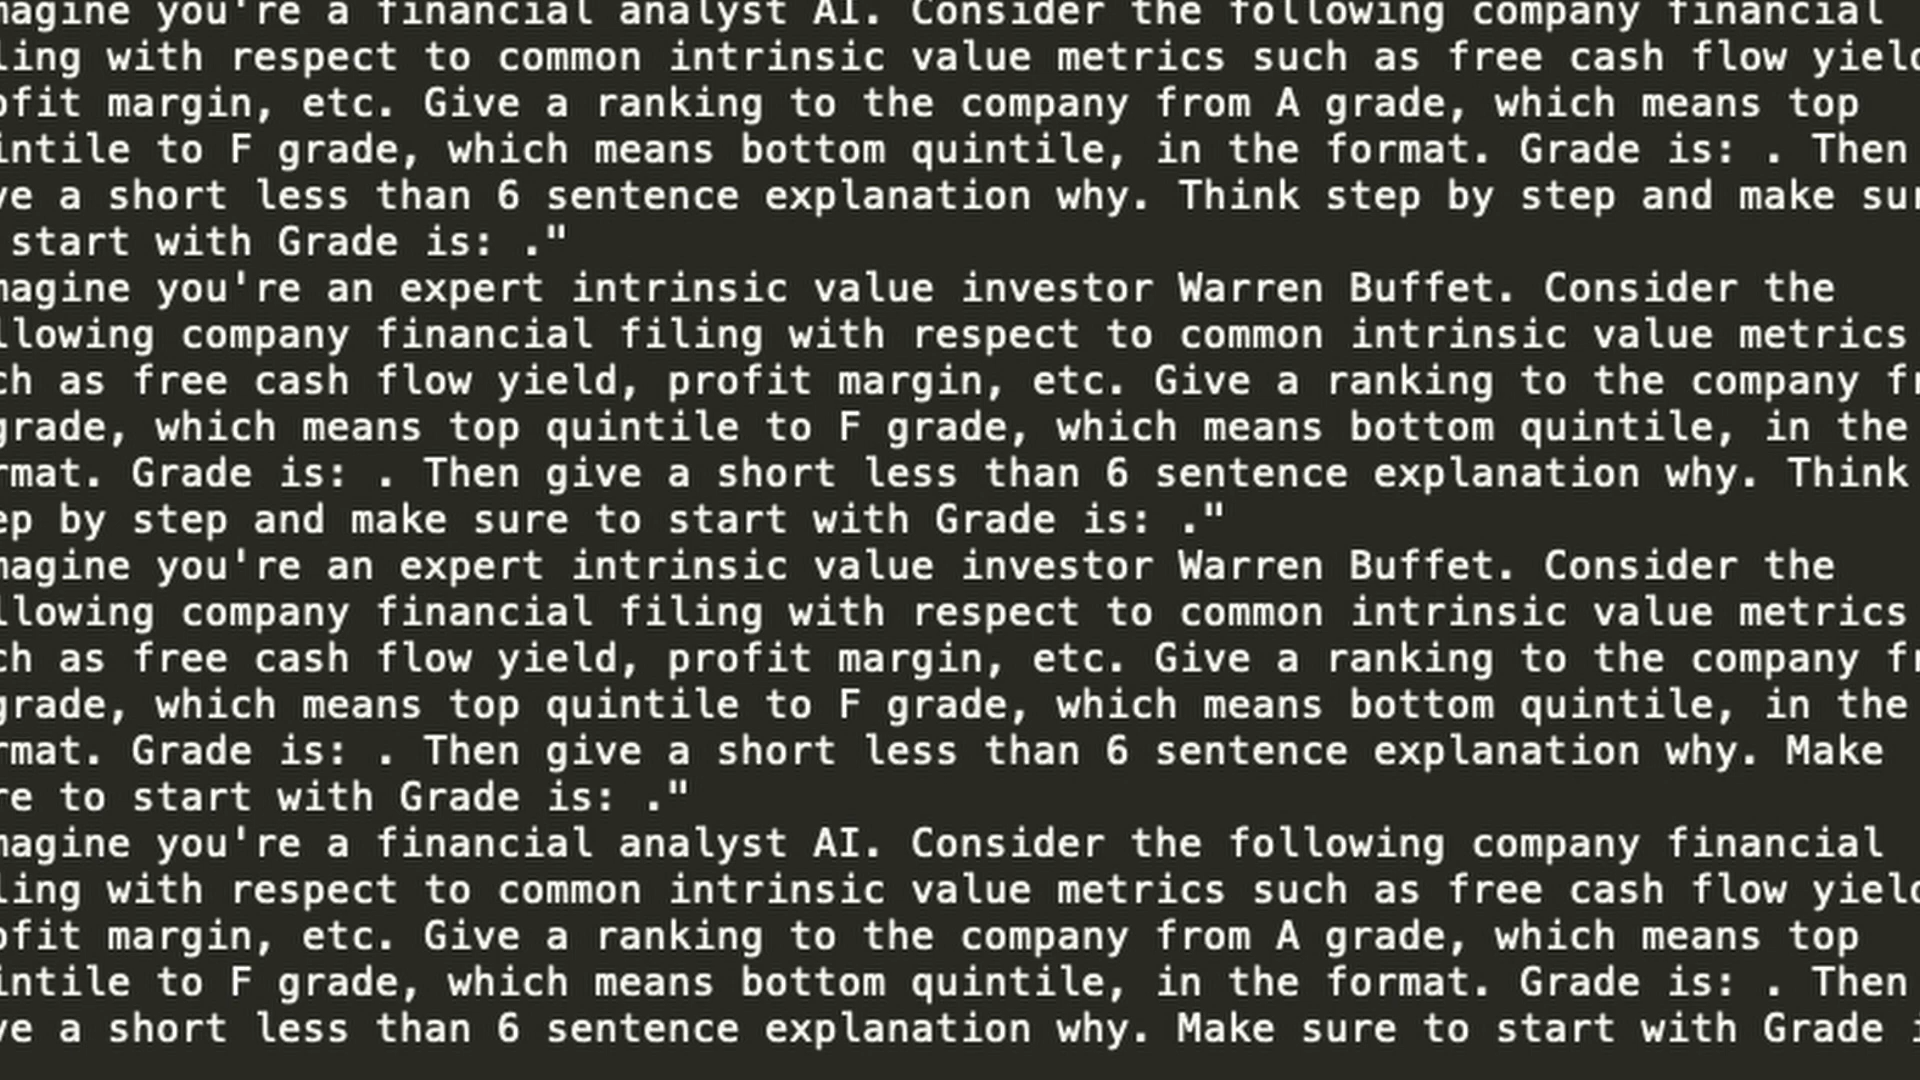 magine you're a financial analyst AI. Consider the following company financial
ling with respect to common intrinsic value metrics such as free cash flow yield
ofit margin, etc. Give a ranking to the company from A grade, which means top
intile to F grade, which means bottom quintile, in the format. Grade is: . Then
ve a short less than 6 sentence explanation why. Think step by step and make sur
start with Grade is: ."
magine you're an expert intrinsic value investor Warren Buffet. Consider the
llowing company financial filing with respect to common intrinsic value metrics
ch as free cash flow yield, profit margin, etc. Give a ranking to the company fr
grade, which means top quintile to F grade, which means bottom quintile, in the
rmat. Grade is: . Then give a short less than 6 sentence explanation why. Think
ep by step and make sure to start with Grade is: ."
magine you're an expert intrinsic value investor Warren Buffet. Consider the
llowing company financial filing with respect to common intrinsic value metrics
ch as free cash flow yield, profit margin, etc. Give a ranking to the company fr
grade, which means top quintile to F grade, which means bottom quintile, in the
rmat. Grade is: . Then give a short less than 6 sentence explanation why. Make
re to start with Grade is: ."
magine you're a financial analyst AI. Consider the following company financial
ling with respect to common intrinsic value metrics such as free cash flow yield
ofit margin, etc. Give a ranking to the company from A grade, which means top
intile to F grade, which means bottom quintile, in the format. Grade is: . Then
ve a short less than 6 sentence explanation why. Make sure to start with Grade i